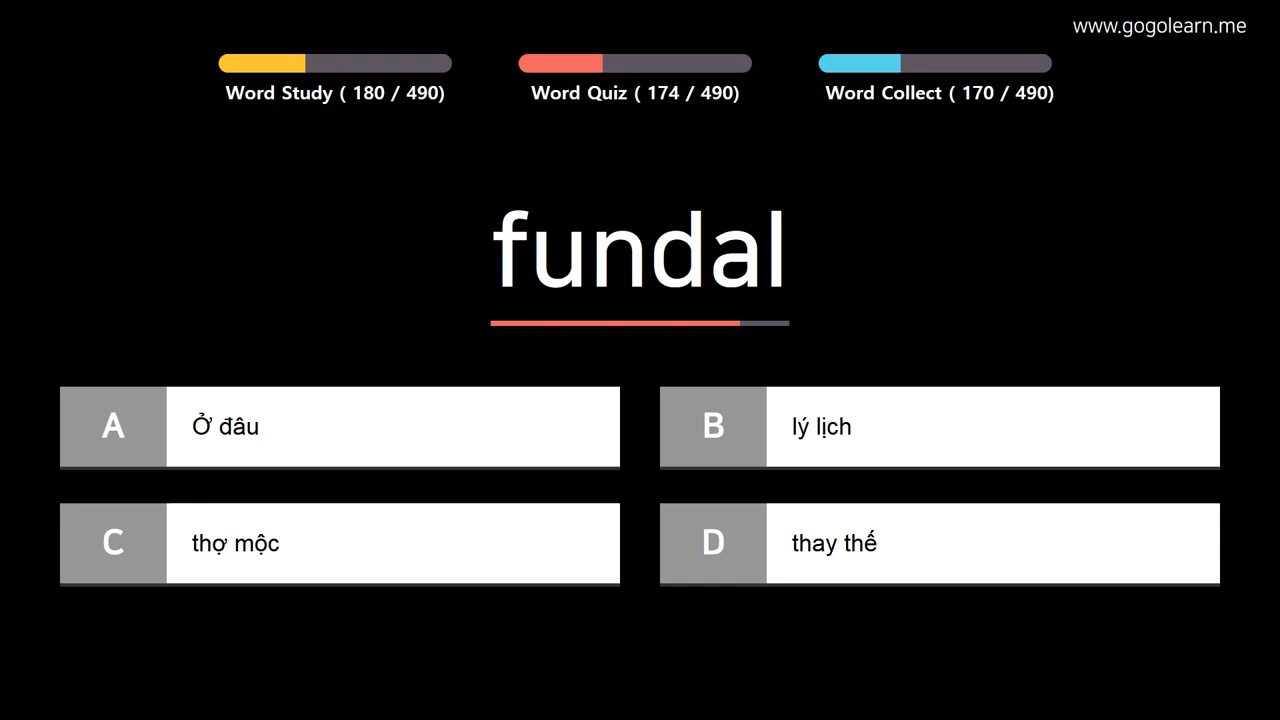 www.gogolearn.me
Word Study ( 180 / 490)
Word Quiz ( 174 / 490)
Word Collect ( 170 / 490)
fundal
A Ở đâu
B lý lịch
C thợ mộc
D thay thế